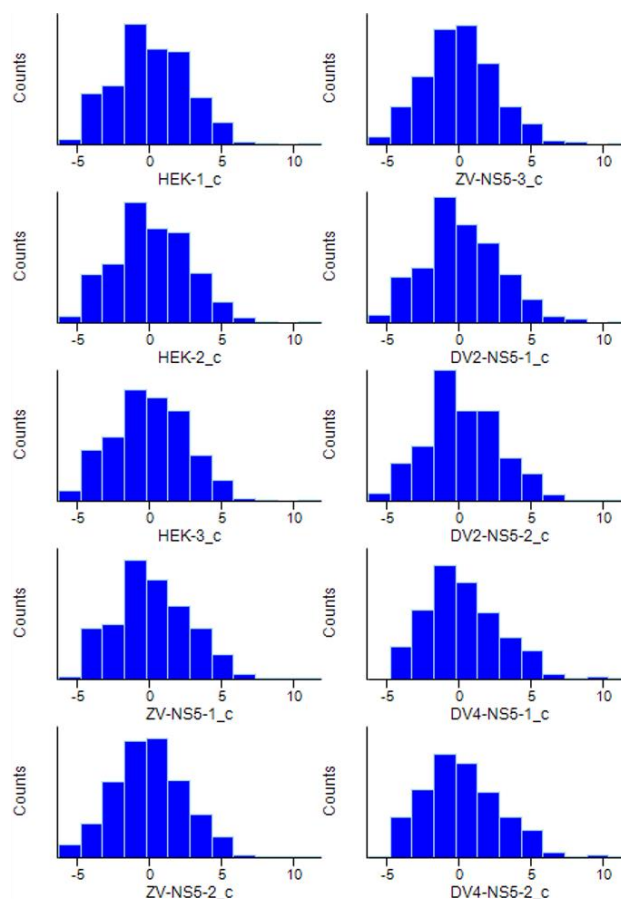 Counts
-5 0 5 10
HEK-1_c
Counts
-5 0 5 10
HEK-2_c
Counts
-5 0 5 10
HEK-3_c
Counts
-5 0 5 10
ZV-NS5-1_c
Counts
-5 0 5 10
ZV-NS5-2_c
Counts
-5 0 5 10
ZV-NS5-3_c
Counts
-5 0 5 10
DV2-NS5-1_c
Counts
-5 0 5 10
DV2-NS5-2_c
Counts
-5 0 5 10
DV4-NS5-1_c
Counts
-5 0 5 10
DV4-NS5-2_c